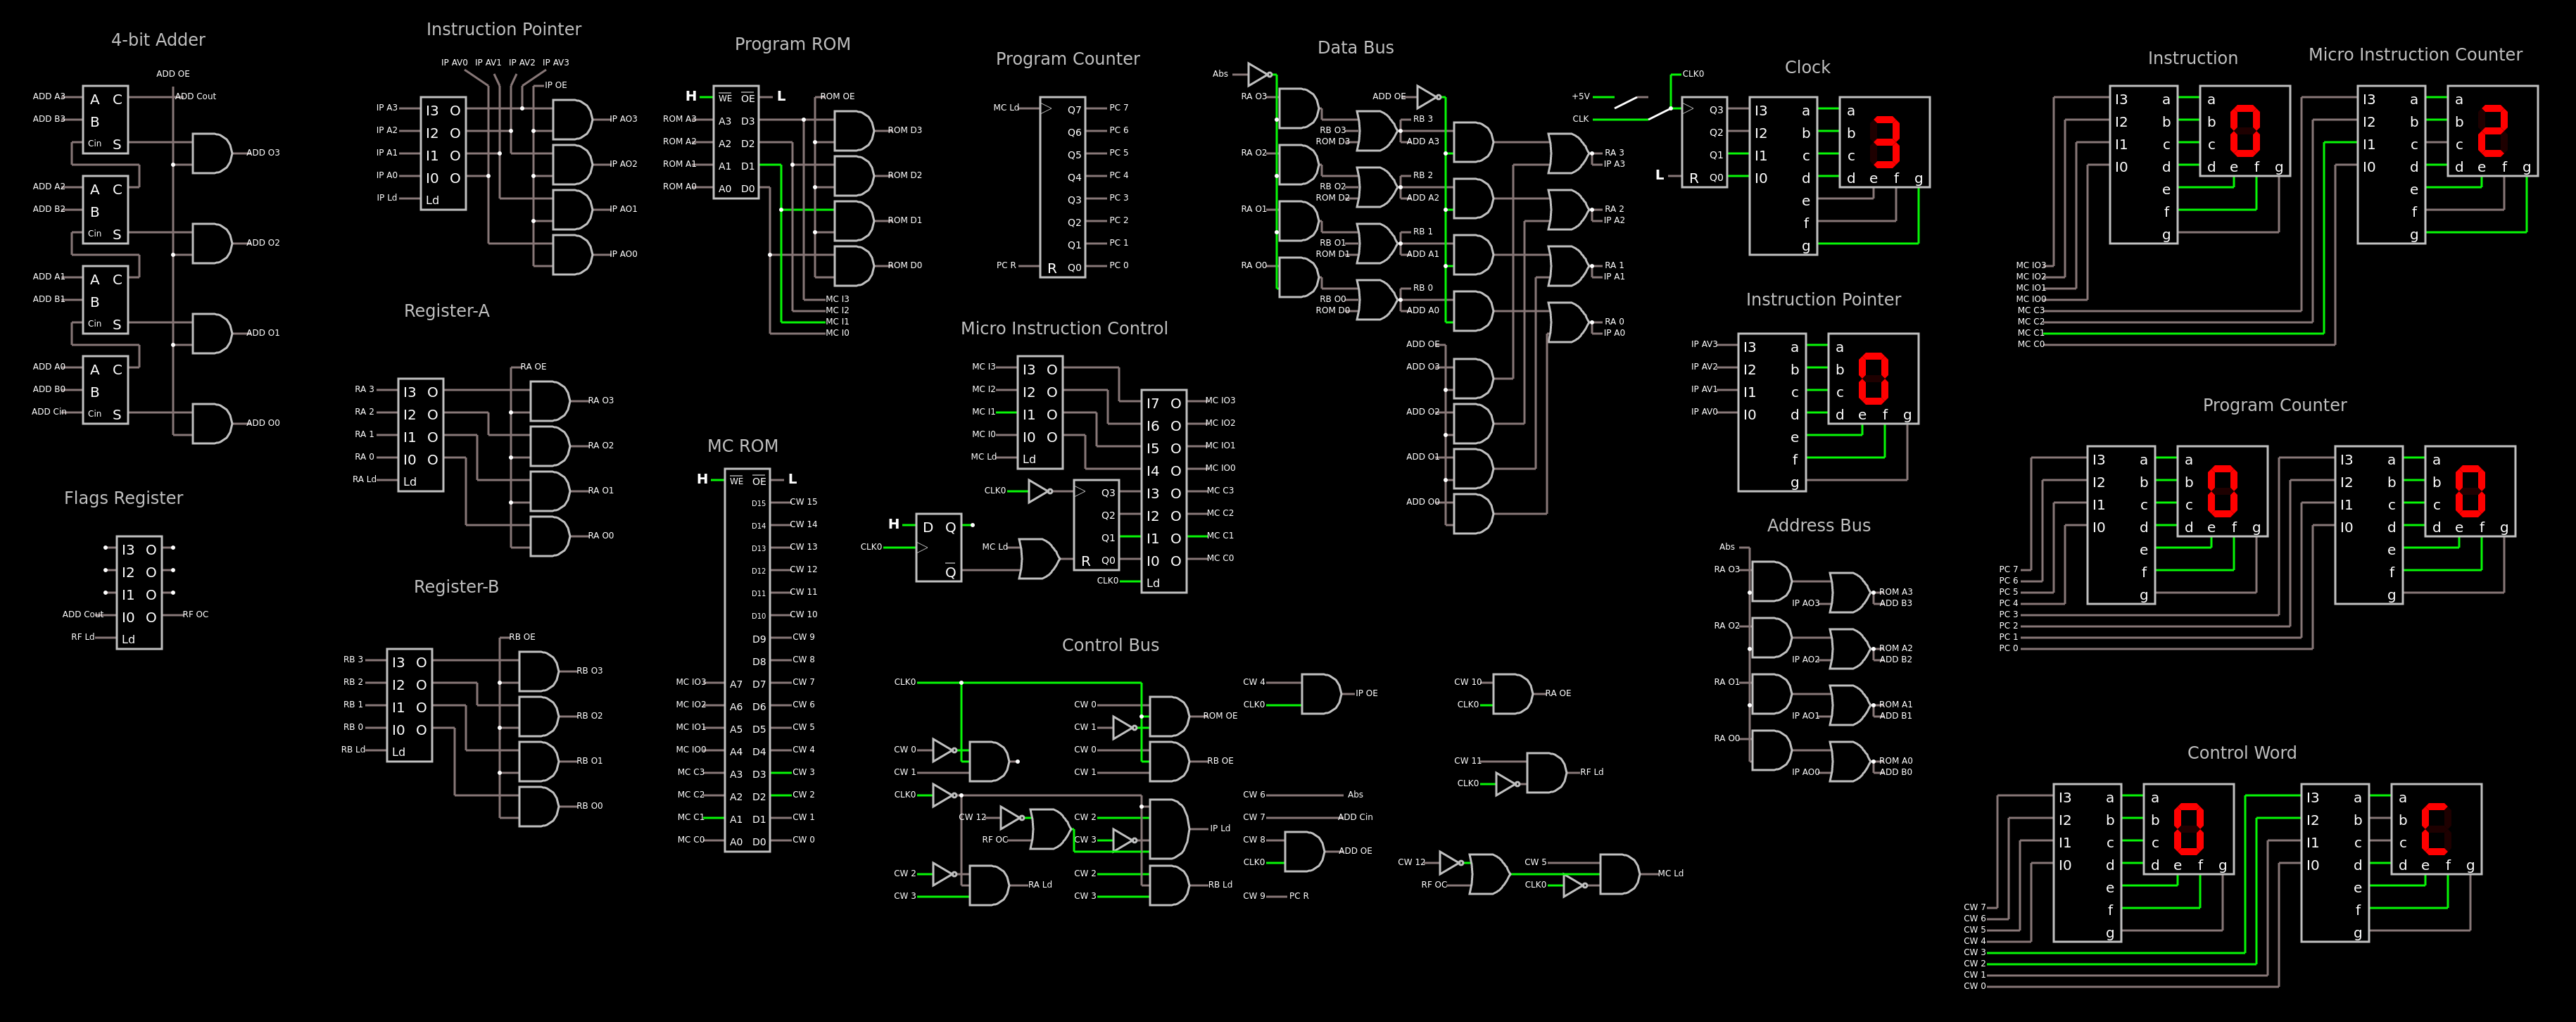 4-bit Adder
ADD OE
ADD A3
ADD B3
A C
B
Cin S
ADD Cout
ADD O3
ADD A2
ADD B2
A C
B
Cin S
ADD O2
ADD A1
ADD B1
A C
B
Cin S
ADD O1
ADD A0
ADD B0
ADD Cin
A C
B
Cin S
ADD O0
Flags Register
I3 O
I2 O
I1 O
ADD Cout I0 O RF OC
RF Ld Ld
Instruction Pointer
IP AV0 IP AV1 IP AV2 IP AV3
IP OE
IP A3 I3 O IP AO3
IP A2 I2 O IP AO2
IP A1 I1 O IP AO1
IP A0 I0 O IP AO0
IP Ld Ld
Register-A
RA OE
RA 3 I3 O RA O3
RA 2 I2 O RA O2
RA 1 I1 O RA O1
RA 0 I0 O RA O0
RA Ld Ld
Register-B
RB OE
RB 3 I3 O RB O3
RB 2 I2 O RB O2
RB 1 I1 O RB O1
RB 0 I0 O RB O0
RB Ld Ld
Program ROM
H WE OE L
ROM OE
ROM A3 A3 D3 ROM D3
ROM A2 A2 D2 ROM D2
ROM A1 A1 D1 ROM D1
ROM A0 A0 D0 ROM D0
MC I3
MC I2
MC I1
MC I0
MC ROM
H WE OE L
D15 CW 15
D14 CW 14
D13 CW 13
D12 CW 12
D11 CW 11
D10 CW 10
D9 CW 9
D8 CW 8
MC IO3 A7 D7 CW 7
MC IO2 A6 D6 CW 6
MC IO1 A5 D5 CW 5
MC IO0 A4 D4 CW 4
MC C3 A3 D3 CW 3
MC C2 A2 D2 CW 2
MC C1 A1 D1 CW 1
MC C0 A0 D0 CW 0
Program Counter
MC Ld Q7 PC 7
Q6 PC 6
Q5 PC 5
Q4 PC 4
Q3 PC 3
Q2 PC 2
Q1 PC 1
PC R R Q0 PC 0
Micro Instruction Control
MC I3 I3 O
MC I2 I2 O
MC I1 I1 O
MC I0 I0 O
MC Ld Ld
I7 O MC IO3
I6 O MC IO2
I5 O MC IO1
I4 O MC IO0
I3 O MC C3
I2 O MC C2
I1 O MC C1
I0 O MC C0
CLK0 Ld
CLK0 Q3
Q2
Q1
R Q0
H D Q
CLK0
Q
MC Ld
Control Bus
CLK0
CW 0
CW 1
ROM OE
CW 0
CW 1
RB OE
CW 0
CW 1
CLK0
CW 12
RF OC
CW 2
CW 3
IP Ld
CW 2
CW 3
RA Ld
CW 2
CW 3
RB Ld
CW 4
CLK0
IP OE
CW 6 Abs
CW 7 ADD Cin
CW 8
CLK0
ADD OE
CW 9 PC R
CW 10
CLK0
RA OE
CW 11
CLK0
RF Ld
CW 12
RF OC
CW 5
CLK0
MC Ld
Data Bus
Abs
RA O3
RB O3
ROM D3
RA O2
RB O2
ROM D2
RA O1
RB O1
ROM D1
RA O0
RB O0
ROM D0
ADD OE
RB 3
ADD A3
RB 2
ADD A2
RB 1
ADD A1
RB 0
ADD A0
ADD OE
ADD O3
ADD O2
ADD O1
ADD O0
RA 3
IP A3
RA 2
IP A2
RA 1
IP A1
RA 0
IP A0
Clock
+5V
CLK
CLK0
Q3
Q2
Q1
L R Q0
I3 a a
I2 b b
I1 c c
I0 d d e f g
e
f
g
3
Instruction Pointer
IP AV3 I3 a a
IP AV2 I2 b b
IP AV1 I1 c c
IP AV0 I0 d d e f g
e
f
g
0
Address Bus
Abs
RA O3
IP AO3
ROM A3
ADD B3
RA O2
IP AO2
ROM A2
ADD B2
RA O1
IP AO1
ROM A1
ADD B1
RA O0
IP AO0
ROM A0
ADD B0
Instruction
I3 a a
I2 b b
I1 c c
I0 d d e f g
e
f
g
0
Micro Instruction Counter
I3 a a
I2 b b
I1 c c
I0 d d e f g
e
f
g
2
MC IO3
MC IO2
MC IO1
MC IO0
MC C3
MC C2
MC C1
MC C0
Program Counter
I3 a a
I2 b b
I1 c c
I0 d d e f g
e
f
g
0
I3 a a
I2 b b
I1 c c
I0 d d e f g
e
f
g
0
PC 7
PC 6
PC 5
PC 4
PC 3
PC 2
PC 1
PC 0
Control Word
I3 a a
I2 b b
I1 c c
I0 d d e f g
e
f
g
0
I3 a a
I2 b b
I1 c c
I0 d d e f g
e
f
g
C
CW 7
CW 6
CW 5
CW 4
CW 3
CW 2
CW 1
CW 0